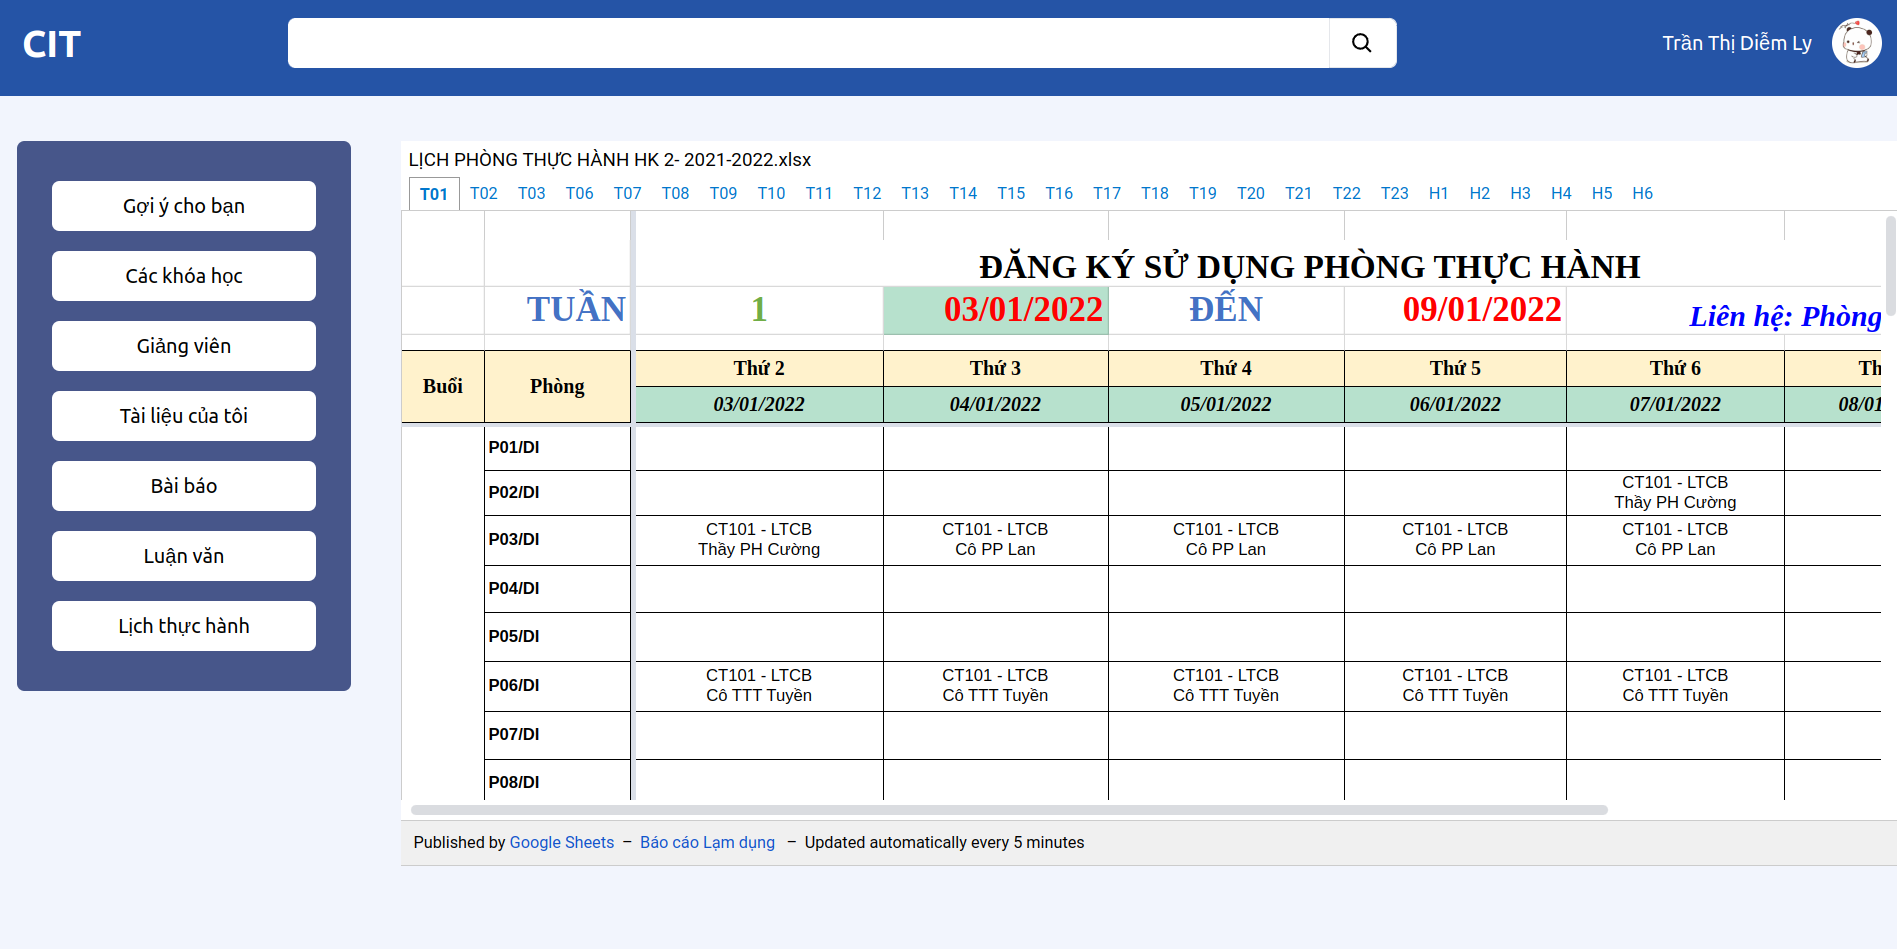 CIT
Trần Thị Diễm Ly
Gợi ý cho bạn
Các khóa học
Giảng viên
Tài liệu của tôi
Bài báo
Luận văn
Lịch thực hành
LỊCH PHÒNG THỰC HÀNH HK 2- 2021-2022.xlsx
T01 T02 T03 T06 T07 T08 T09 T10 T11 T12 T13 T14 T15 T16 T17 T18 T19 T20 T21 T22 T23 H1 H2 H3 H4 H5 H6
ĐĂNG KÝ SỬ DỤNG PHÒNG THỰC HÀNH
TUẦN 1 03/01/2022 ĐẾN 09/01/2022 Liên hệ: Phòng
Buổi Phòng Thứ 2 Thứ 3 Thứ 4 Thứ 5 Thứ 6 Th
03/01/2022 04/01/2022 05/01/2022 06/01/2022 07/01/2022 08/01
P01/DI
P02/DI CT101 - LTCB
Thầy PH Cường
P03/DI CT101 - LTCB CT101 - LTCB CT101 - LTCB CT101 - LTCB CT101 - LTCB
Thầy PH Cường Cô PP Lan Cô PP Lan Cô PP Lan Cô PP Lan
P04/DI
P05/DI
P06/DI CT101 - LTCB CT101 - LTCB CT101 - LTCB CT101 - LTCB CT101 - LTCB
Cô TTT Tuyền Cô TTT Tuyền Cô TTT Tuyền Cô TTT Tuyền Cô TTT Tuyền
P07/DI
P08/DI
Published by Google Sheets – Báo cáo Lạm dụng – Updated automatically every 5 minutes